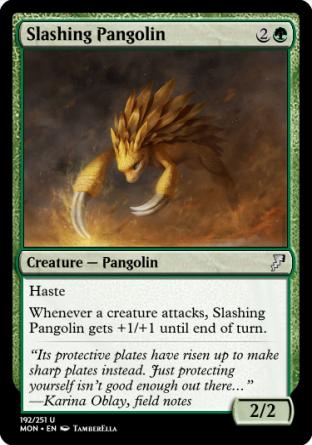 Slashing Pangolin 2
Creature — Pangolin
Haste
Whenever a creature attacks, Slashing
Pangolin gets +1/+1 until end of turn.
“Its protective plates have risen up to make
sharp plates instead. Just protecting
yourself isn’t good enough out there...”
—Karina Oblay, field notes
2/2
192/251 U
MON • EN TamberElla